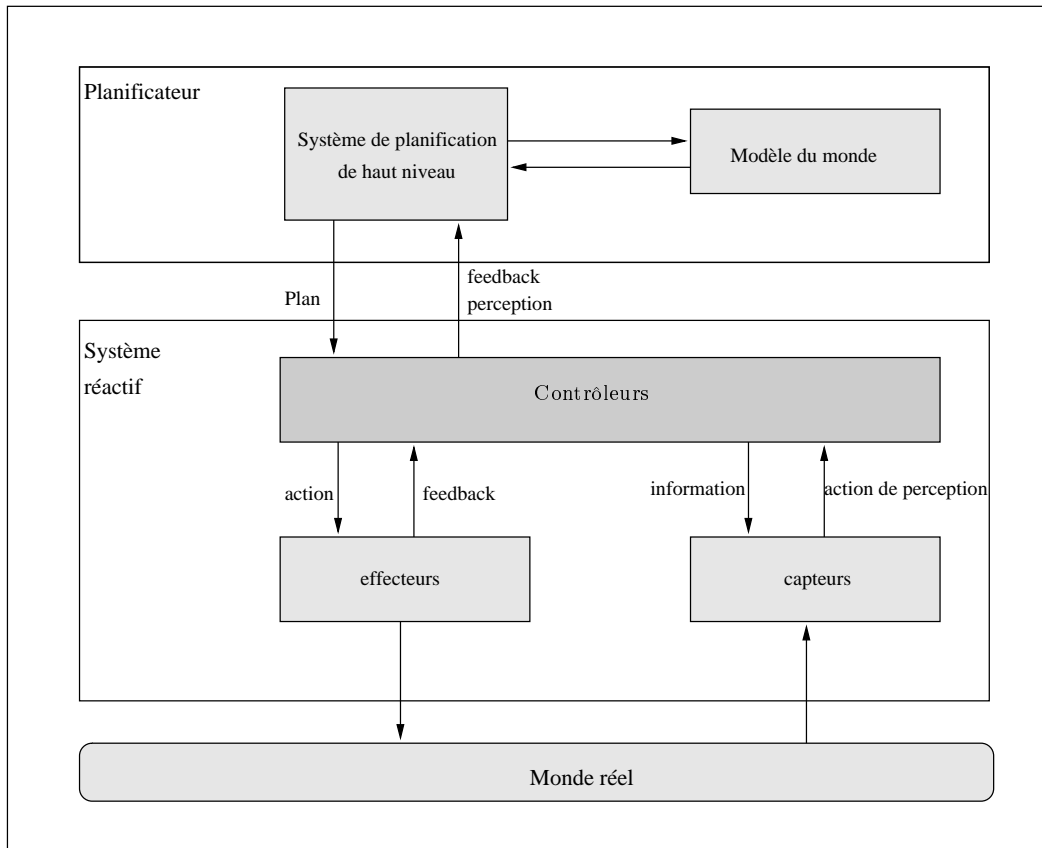 Planificateur
Système de planification
de haut niveau
Modèle du monde
Plan
feedback
perception
Système
réactif
Contrôleurs
action
feedback
information
action de perception
effecteurs
capteurs
Monde réel